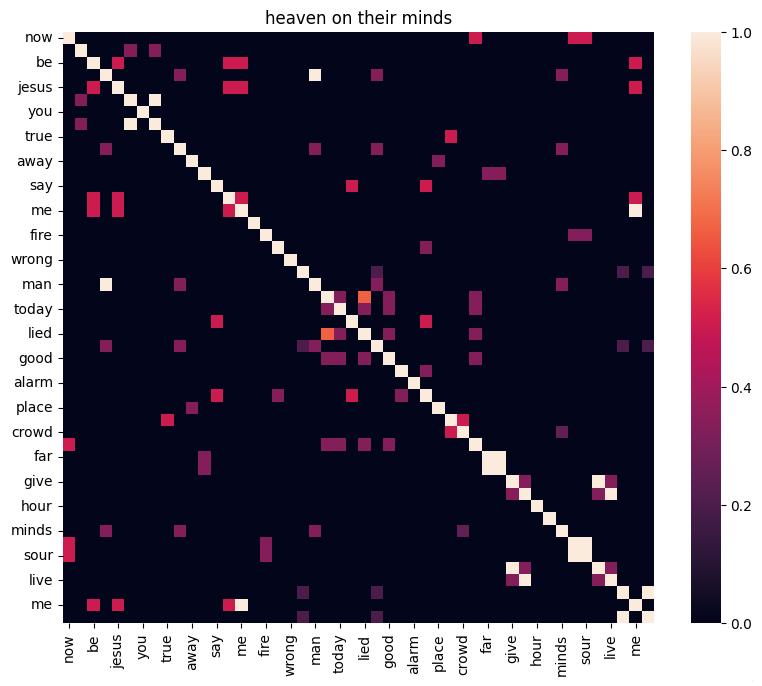 heaven on their minds
now
be
jesus
you
true
away
say
me
fire
wrong
man
today
lied
good
alarm
place
crowd
far
give
hour
minds
sour
live
me
now
be
jesus
you
true
away
say
me
fire
wrong
man
today
lied
good
alarm
place
crowd
far
give
hour
minds
sour
live
me
1.0
0.8
0.6
0.4
0.2
0.0